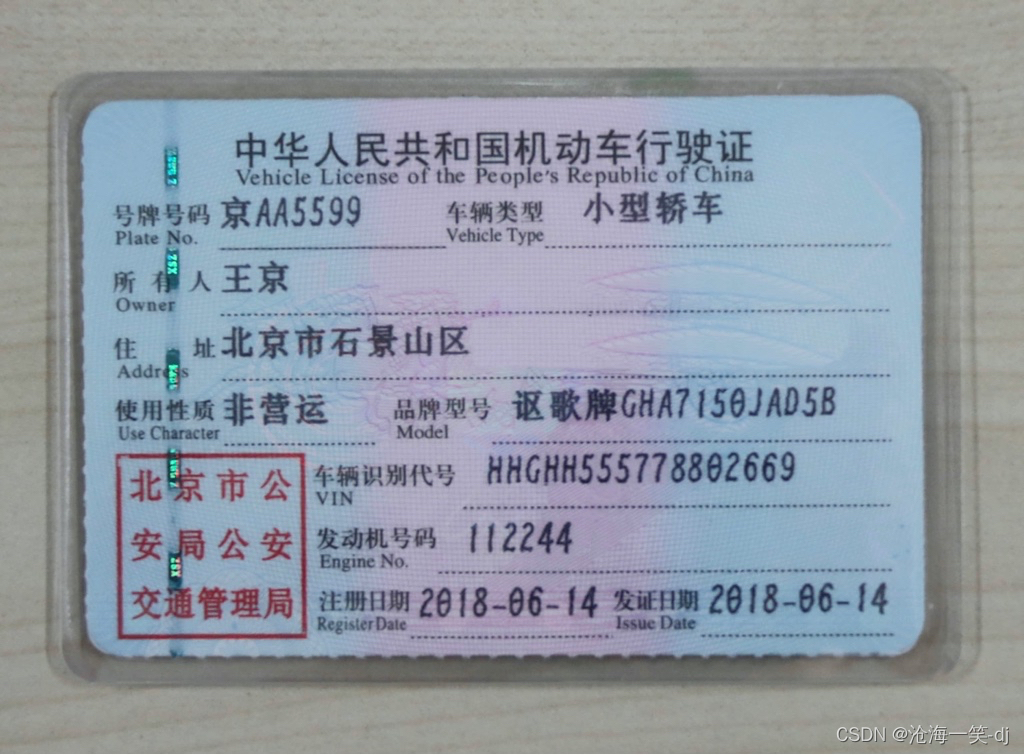 中华人民共和国机动车行驶证
Vehicle License of the People's Republic of China
号牌号码 京AA5599 车辆类型 小型轿车
Plate No. Vehicle Type
所有人 王京
Owner
住址 北京市石景山区
Address
使用性质 非营运 品牌型号 讴歌牌GHA7150JAD5B
Use Character Model
北京市公
安局公安
交通管理局
车辆识别代号 HHGHH555778802669
VIN
发动机号码 112244
Engine No.
注册日期 2018-06-14 发证日期 2018-06-14
Register Date Issue Date
CSDN @沧海一笑-dj